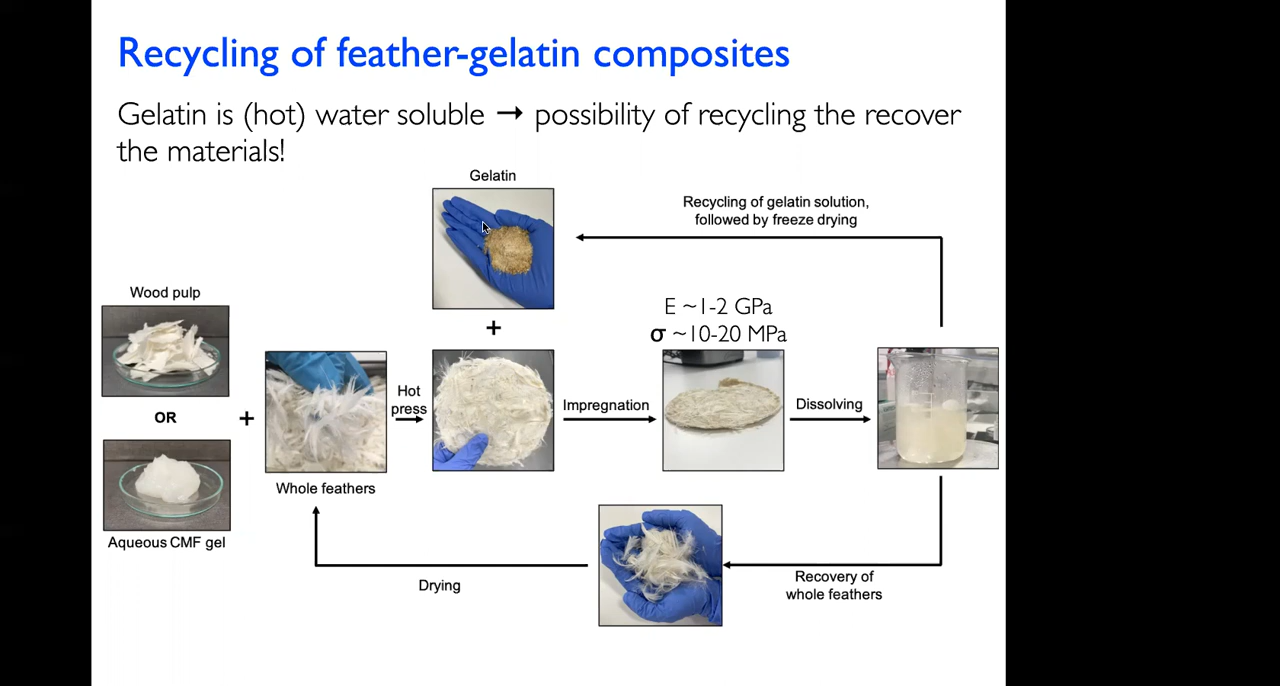 Recycling of feather-gelatin composites
Gelatin is (hot) water soluble → possibility of recycling the recover
the materials!
Gelatin
Recycling of gelatin solution,
followed by freeze drying
Wood pulp
E ~1-2 GPa
+
σ ~10-20 MPa
Hot
press
Impregnation
Dissolving
OR
+
Whole feathers
Aqueous CMF gel
Drying
Recovery of
whole feathers